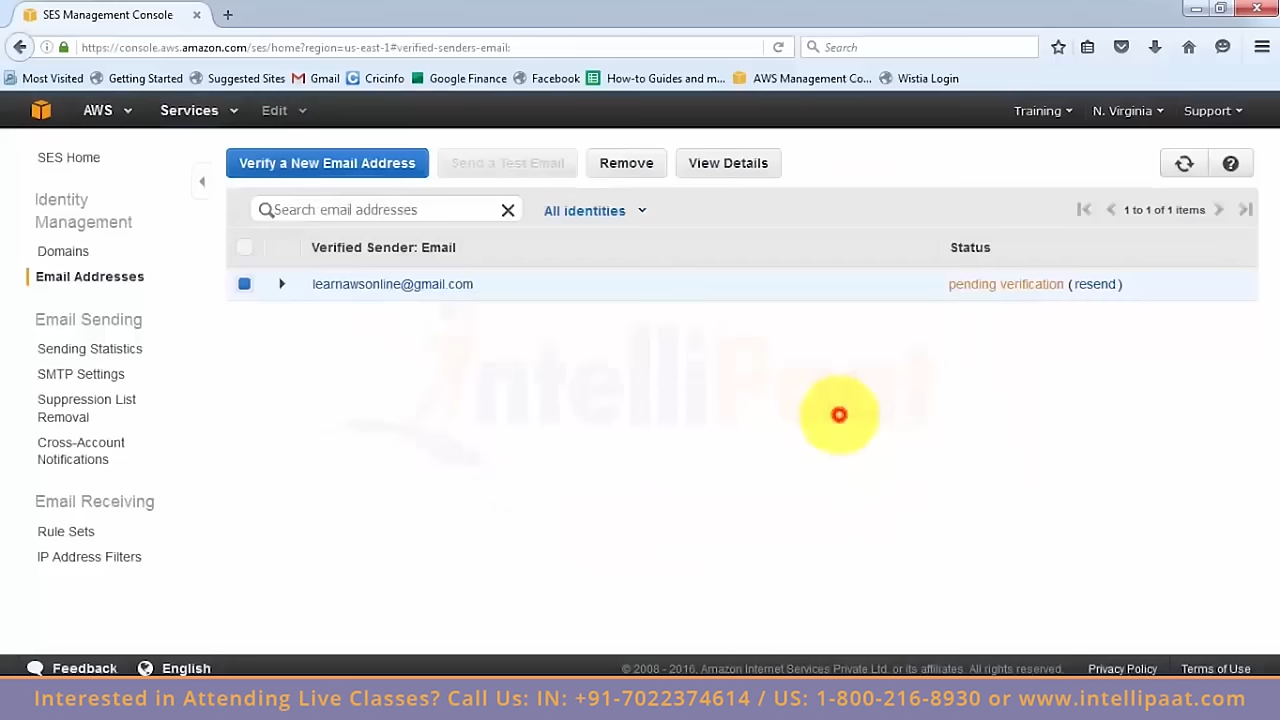 SES Management Console
https://console.aws.amazon.com/ses/home?region=us-east-1#verified-senders-email:
Search
Most Visited Getting Started Suggested Sites Gmail Cricinfo Google Finance Facebook How-to Guides and m... AWS Management Co... Wistia Login
AWS Services Edit Training N. Virginia Support
SES Home
Verify a New Email Address Send a Test Email Remove View Details
Identity
Management
Domains
Email Addresses
Email Sending
Sending Statistics
SMTP Settings
Suppression List
Removal
Cross-Account
Notifications
Email Receiving
Rule Sets
IP Address Filters
Search email addresses All identities 1 to 1 of 1 items
Verified Sender: Email Status
learnawsonline@gmail.com pending verification (resend)
IntelliPaat
Feedback English © 2008 - 2016, Amazon Internet Services Private Ltd. or its affiliates. All rights reserved. Privacy Policy Terms of Use
Interested in Attending Live Classes? Call Us: IN: +91-7022374614 / US: 1-800-216-8930 or www.intellipaat.com